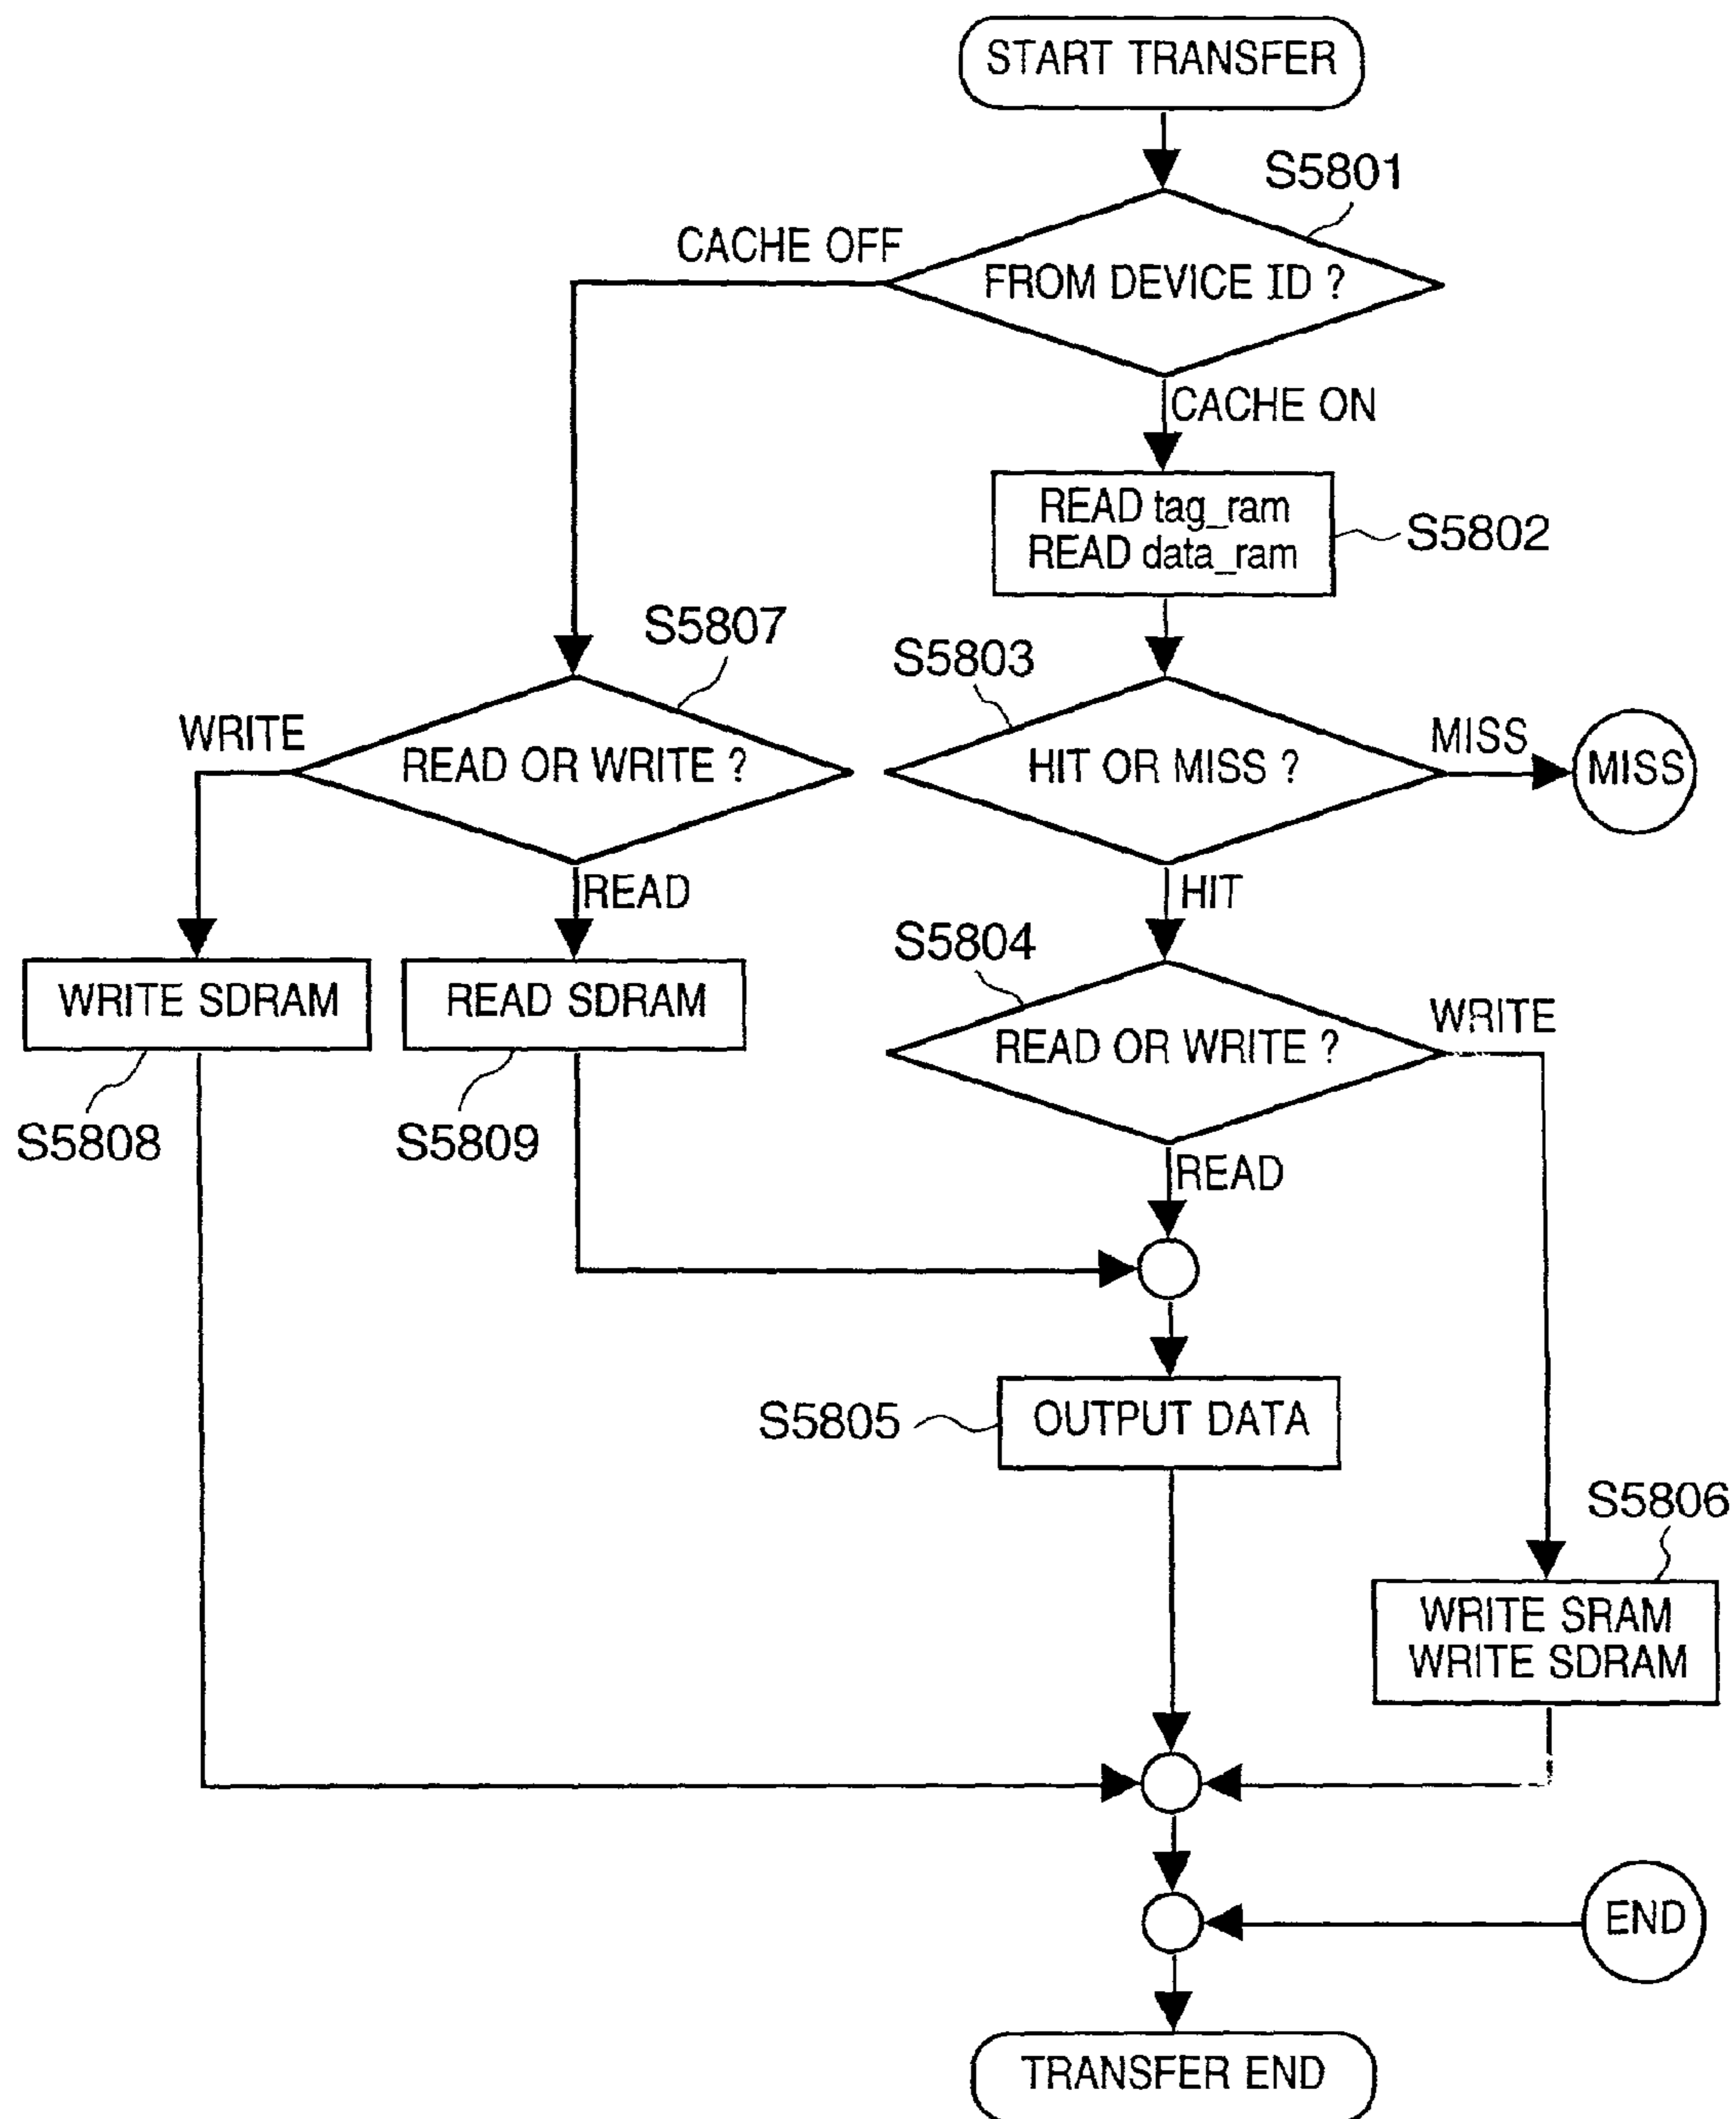 START TRANSFER
S5801
CACHE OFF
FROM DEVICE ID ?
CACHE ON
READ tag_ram
READ data_ram
S5802
S5807
S5803
WRITE
READ OR WRITE ?
HIT OR MISS ?
MISS
MISS
READ
HIT
S5804
WRITE SDRAM
READ SDRAM
READ OR WRITE ?
WRITE
S5808
S5809
READ
S5805
OUTPUT DATA
S5806
WRITE SRAM
WRITE SDRAM
END
TRANSFER END